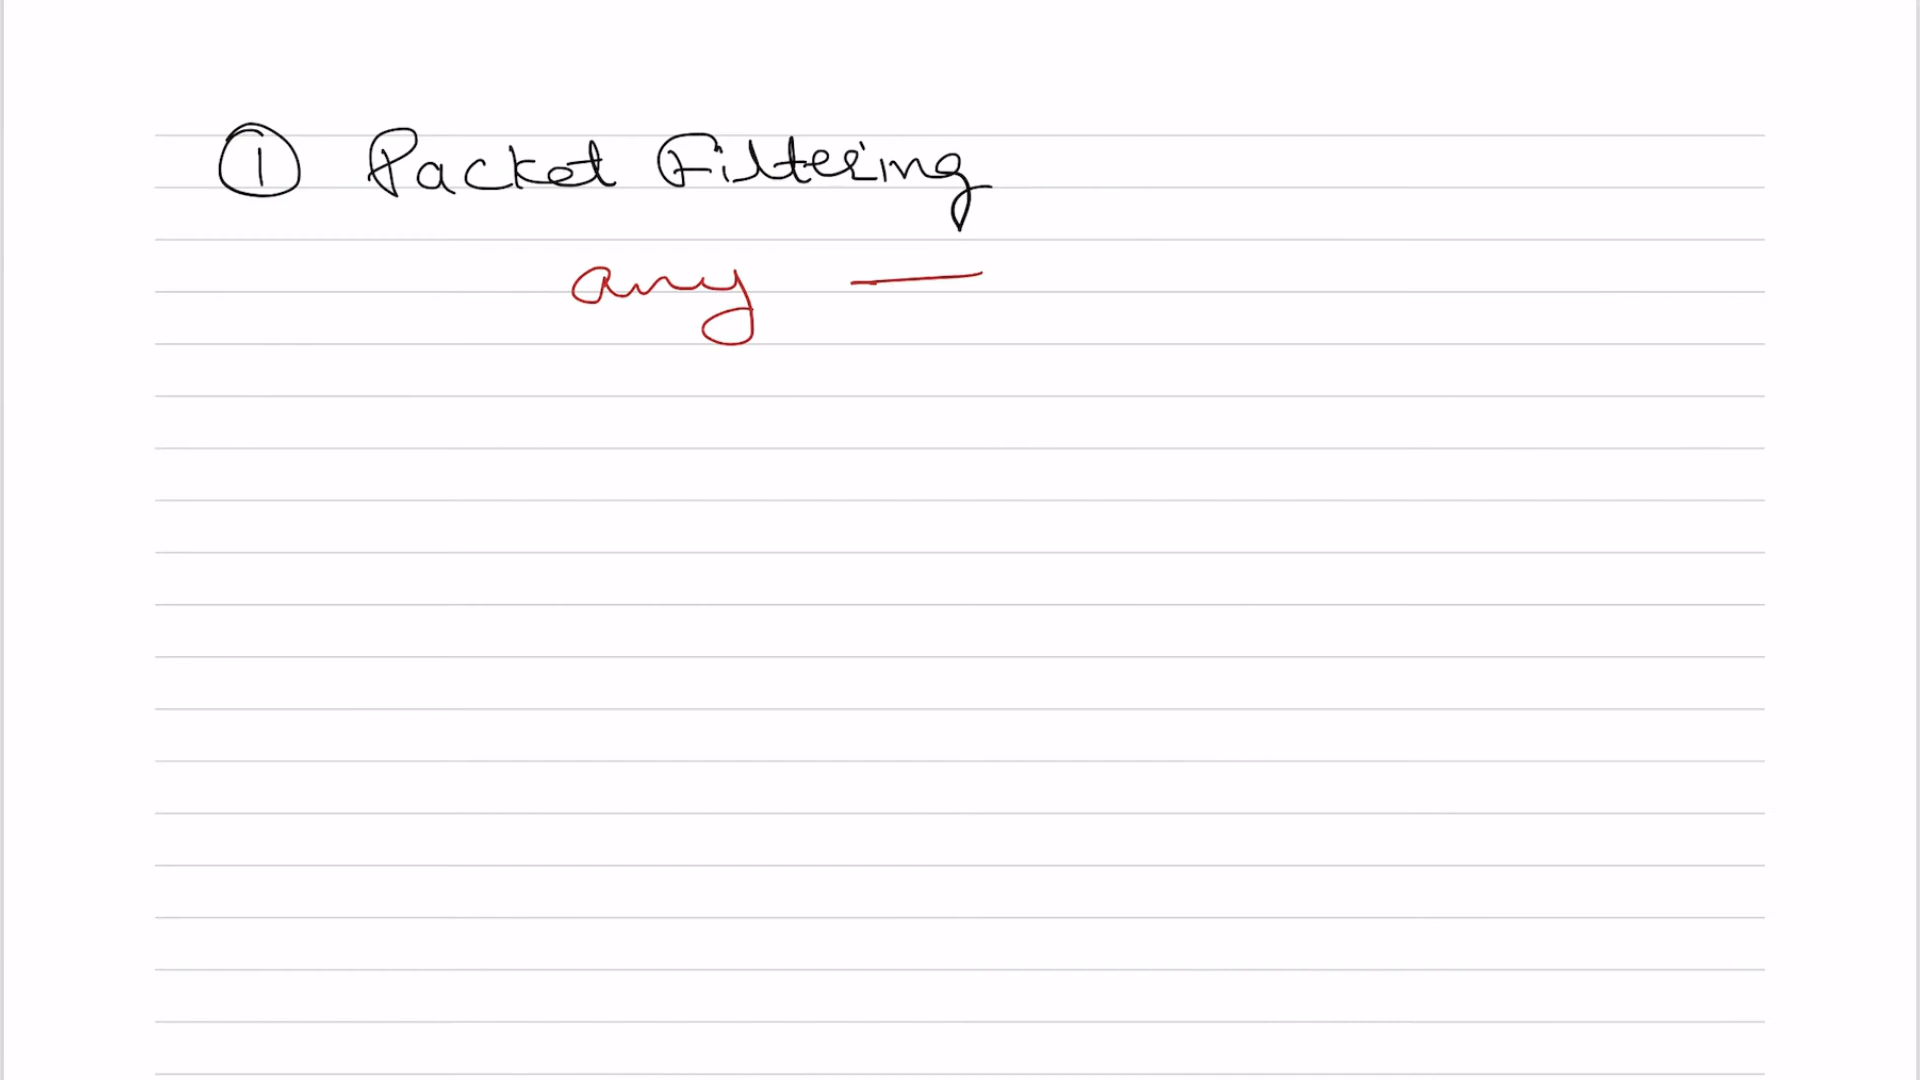 ① Packet Filtering
any —